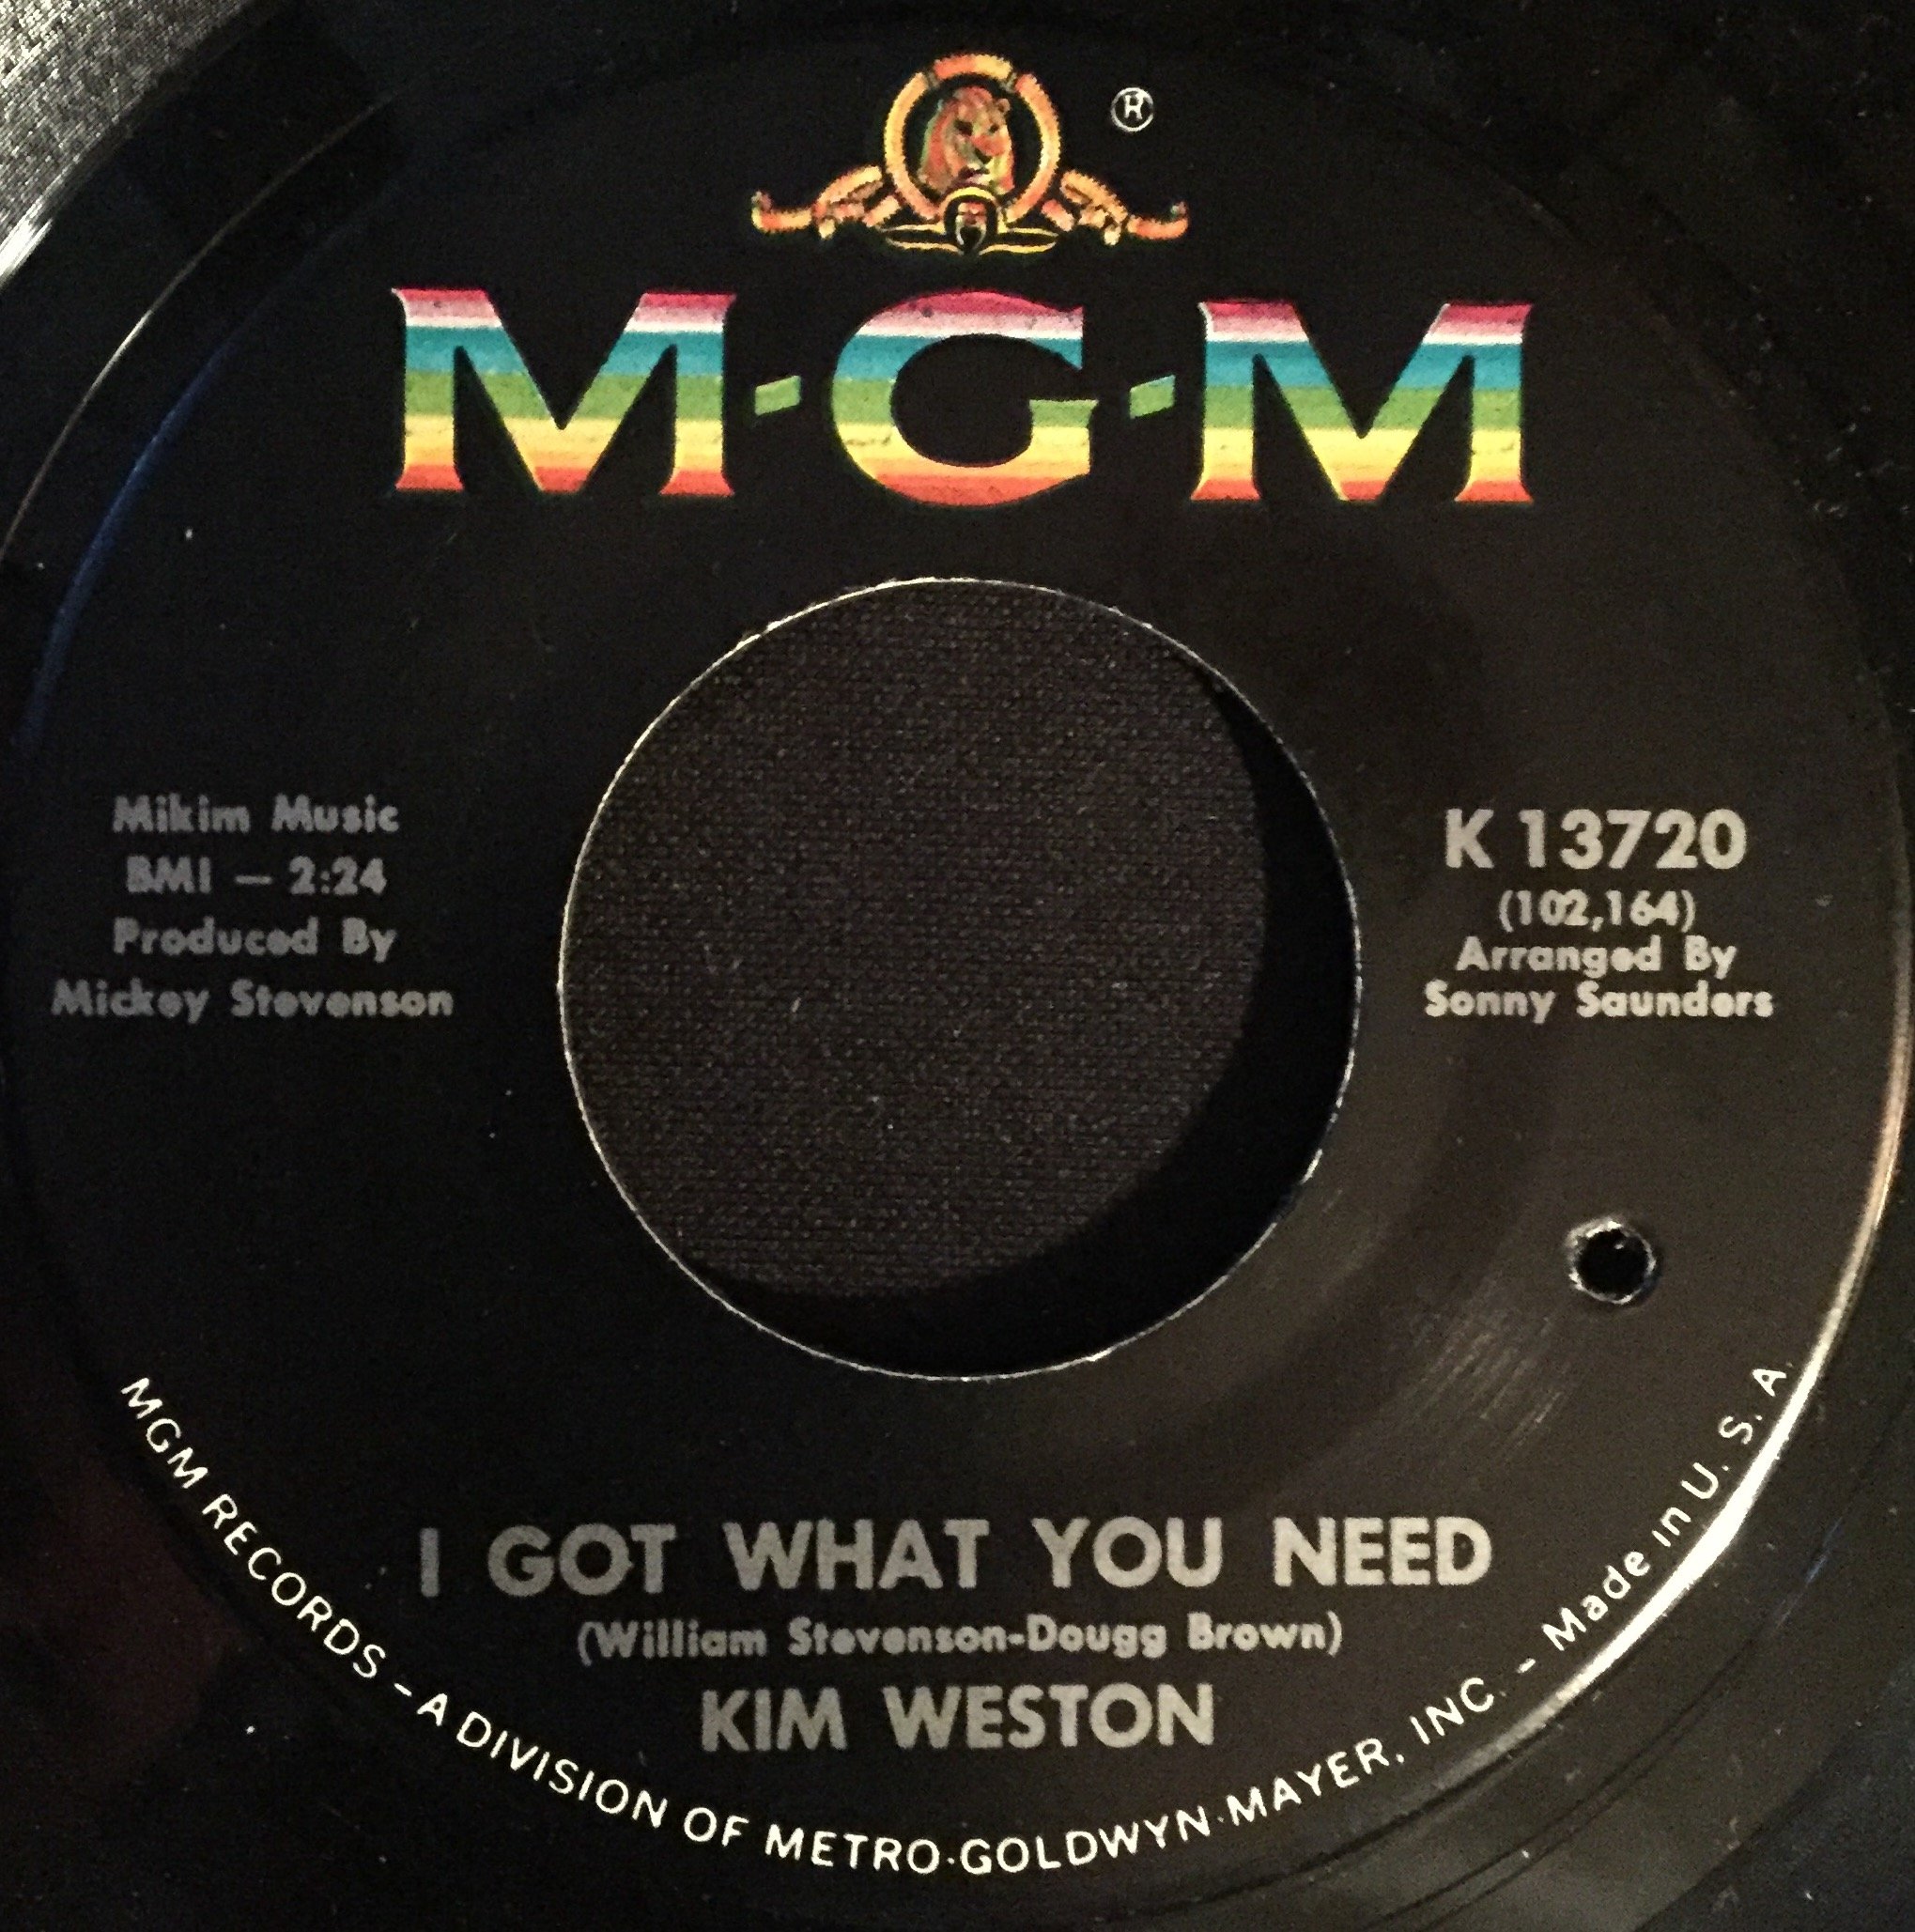 ®
M-G-M
Mikim Music
BMI — 2:24
Produced By
Mickey Stevenson
K 13720
(102,164)
Arranged By
Sonny Saunders
I GOT WHAT YOU NEED
(William Stevenson-Dougg Brown)
KIM WESTON
MGM RECORDS - A DIVISION OF METRO-GOLDWYN-MAYER, INC. - Made in U. S. A.